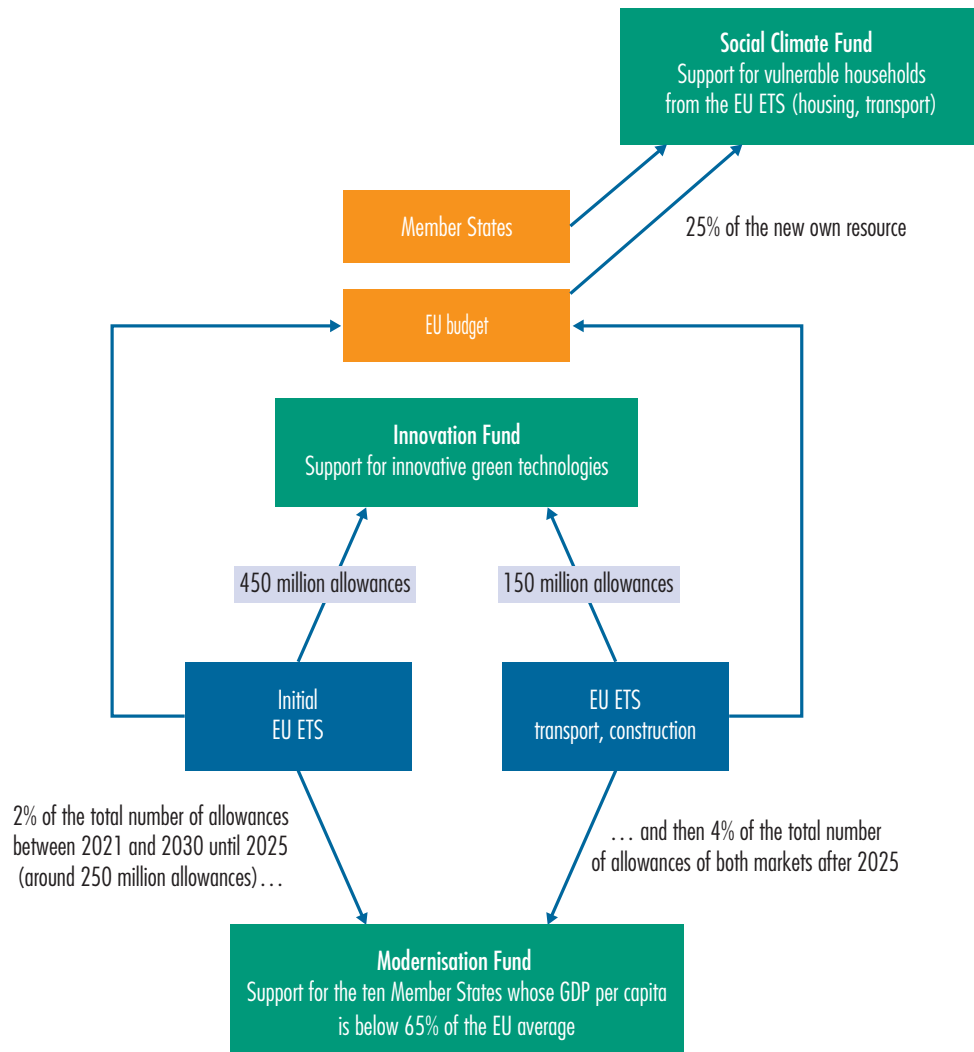 Social Climate Fund
Support for vulnerable households
from the EU ETS (housing, transport)
Member States
25% of the new own resource
EU budget
Innovation Fund
Support for innovative green technologies
450 million allowances
150 million allowances
Initial
EU ETS
EU ETS
transport, construction
2% of the total number of allowances
between 2021 and 2030 until 2025
(around 250 million allowances)…
… and then 4% of the total number
of allowances of both markets after 2025
Modernisation Fund
Support for the ten Member States whose GDP per capita
is below 65% of the EU average